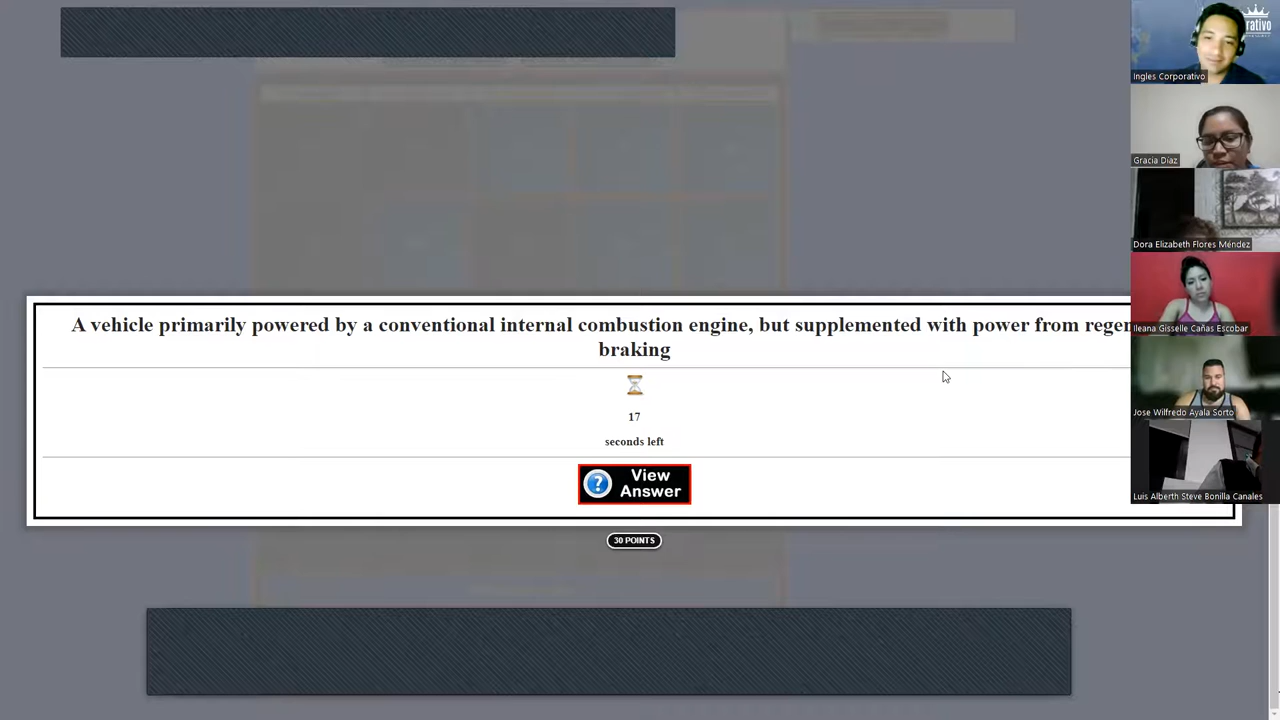 rativo
Ingles Corporativo
Gracia Díaz
Dora Elizabeth Flores Méndez
A vehicle primarily powered by a conventional internal combustion engine, but supplemented with power from regen
braking
Ileana Gisselle Cañas Escobar
17
seconds left
Jose Wilfredo Ayala Sorto
? View
Answer
Luis Alberth Steve Bonilla Canales
30 POINTS